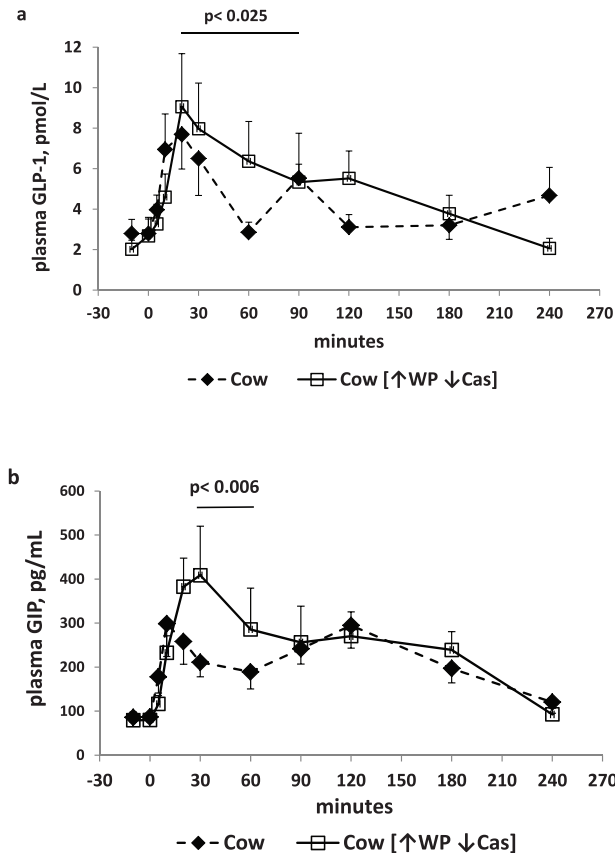 a
p< 0.025
14
12
10
8
6
4
2
0
plasma GLP-1, pmol/L
-30 0 30 60 90 120 150 180 210 240 270
minutes
Cow Cow [↑WP ↓Cas]
b
p< 0.006
600
500
400
300
200
100
0
plasma GIP, pg/mL
-30 0 30 60 90 120 150 180 210 240 270
minutes
Cow Cow [↑WP ↓Cas]